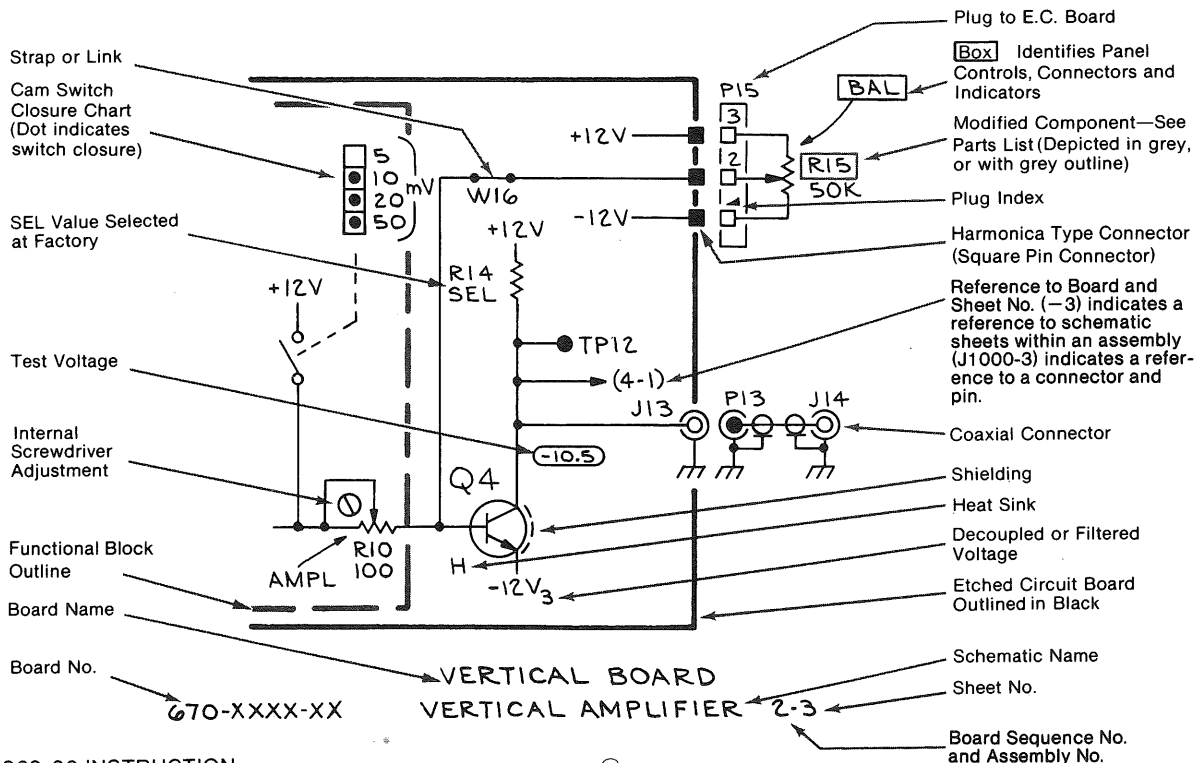 Strap or Link
Cam Switch
Closure Chart
(Dot indicates
switch closure)
SEL Value Selected
at Factory
Test Voltage
Internal
Screwdriver
Adjustment
Functional Block
Outline
Board Name
Board No.
5
10
20
50
mV
+12V
W16
+12V
-12V
+12V
R14
SEL
TP12
(4-1)
J13
-10.5
Q4
AMPL
R10
100
H
-12V3
P15
3
2
BAL
R15
50K
P13
J14
Plug to E.C. Board
Box Identifies Panel
Controls, Connectors and
Indicators
Modified Component—See
Parts List (Depicted in grey,
or with grey outline)
Plug Index
Harmonica Type Connector
(Square Pin Connector)
Reference to Board and
Sheet No. (−3) indicates a
reference to schematic
sheets within an assembly
(J1000-3) indicates a refer-
ence to a connector and
pin.
Coaxial Connector
Shielding
Heat Sink
Decoupled or Filtered
Voltage
Etched Circuit Board
Outlined in Black
Schematic Name
Sheet No.
Board Sequence No.
and Assembly No.
VERTICAL BOARD
670-XXXX-XX
VERTICAL AMPLIFIER 2-3